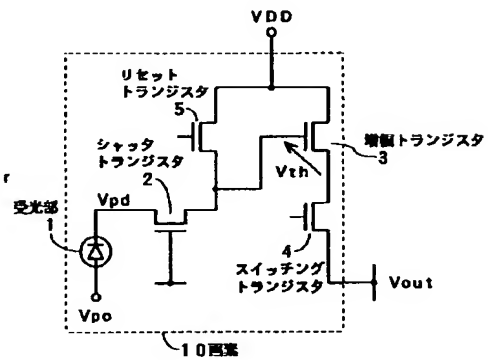 VDD
リセット
トランジスタ
5
シャッタ
トランジスタ
2
増幅トランジスタ
3
Vth
r
受光部
1
Vpd
4
スイッチング
トランジスタ
Vout
Vpo
10画素